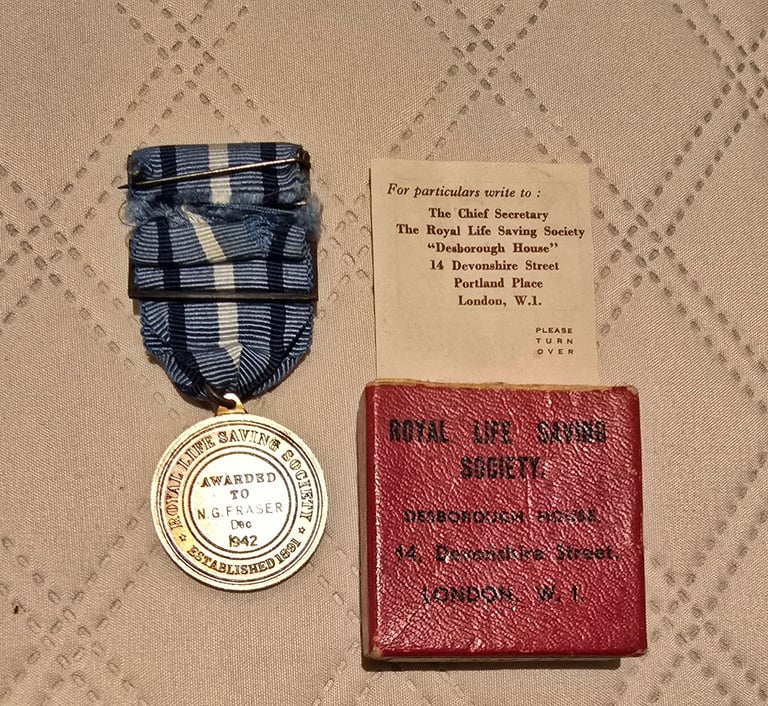 ROYAL LIFE SAVING SOCIETY
AWARDED
TO
N.G.FRASER
Dec
1942
ESTABLISHED 1891
For particulars write to :
The Chief Secretary
The Royal Life Saving Society
"Desborough House"
14 Devonshire Street
Portland Place
London, W.1.
PLEASE
TURN
OVER
ROYAL LIFE SAVING
SOCIETY.
DESBOROUGH HOUSE,
14, Devonshire Street,
LONDON, W. 1.